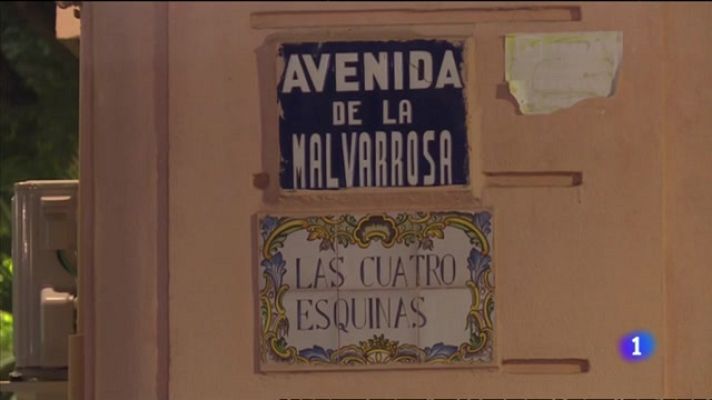 AVENIDA
DE LA
MALVARROSA
LAS CUATRO
ESQUINAS
1